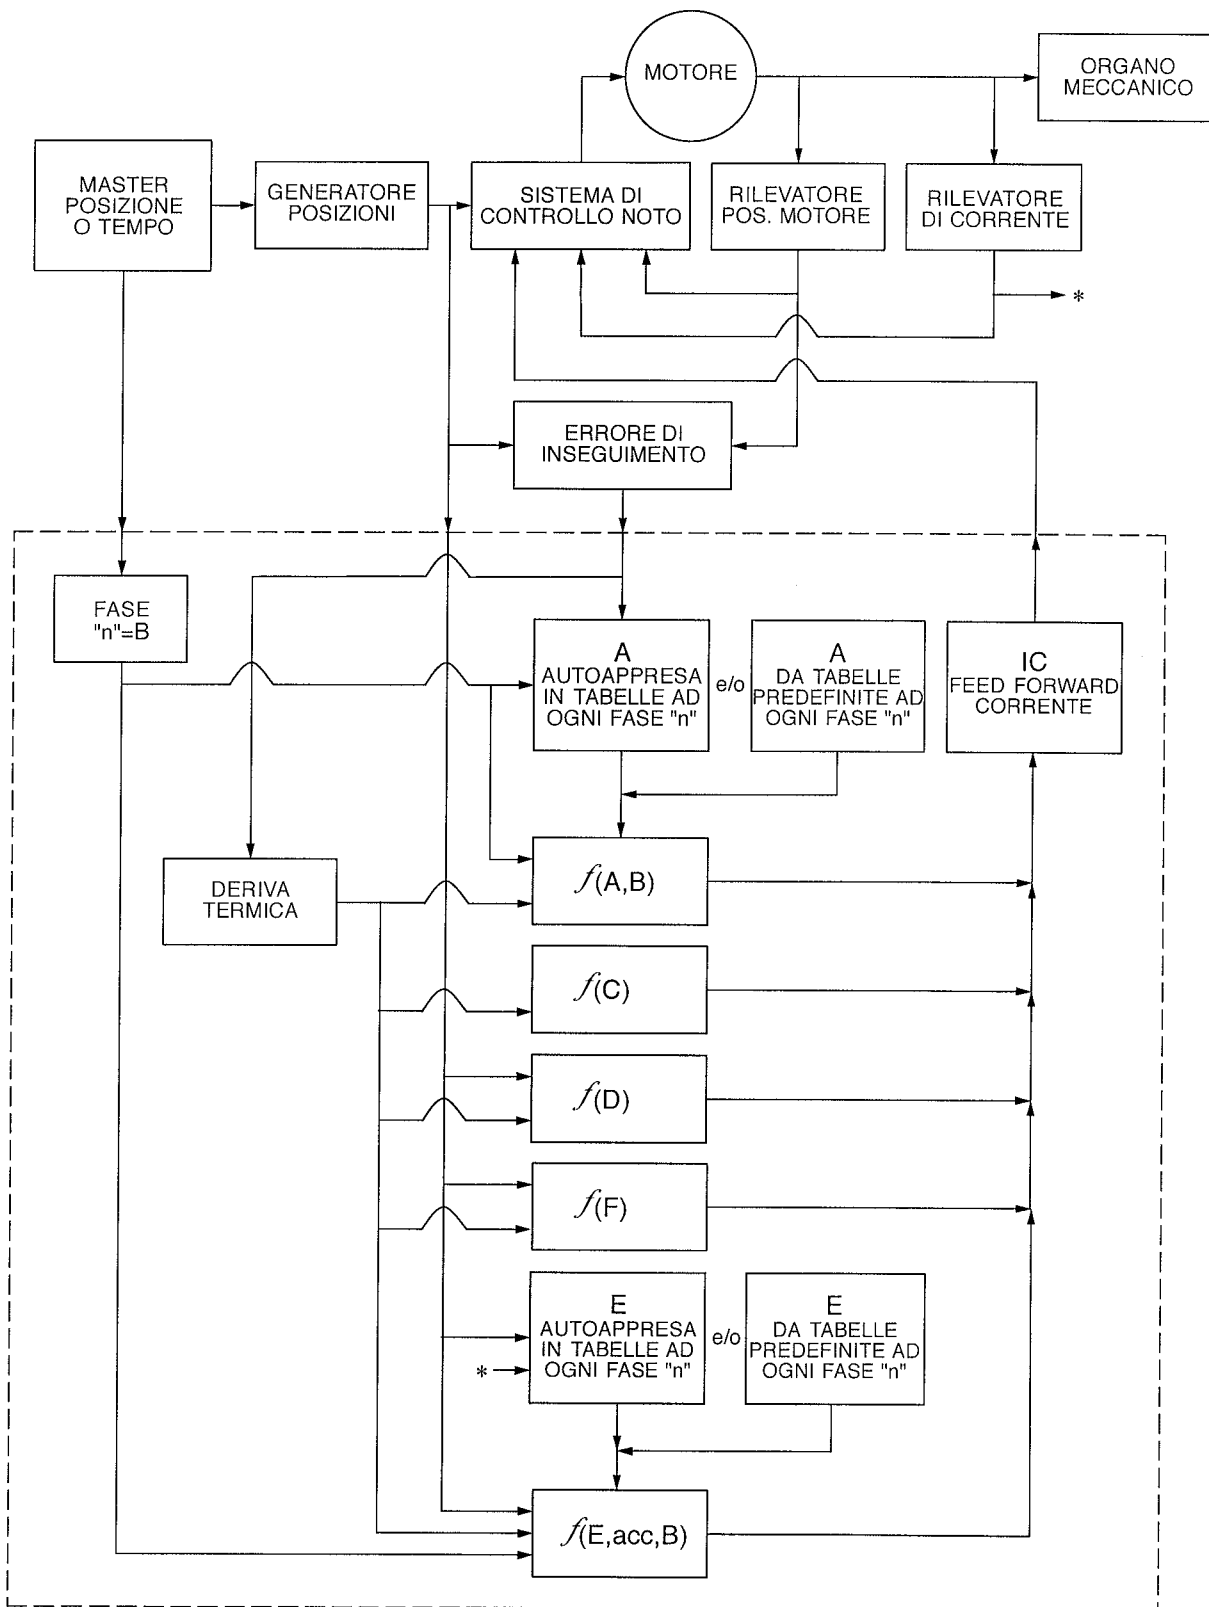 MOTORE
ORGANO
MECCANICO
MASTER
POSIZIONE
O TEMPO
GENERATORE
POSIZIONI
SISTEMA DI
CONTROLLO NOTO
RILEVATORE
POS. MOTORE
RILEVATORE
DI CORRENTE
*
ERRORE DI
INSEGUIMENTO
FASE
"n"=B
A
AUTOAPPRESA
IN TABELLE AD
OGNI FASE "n"
e/o
A
DA TABELLE
PREDEFINITE AD
OGNI FASE "n"
IC
FEED FORWARD
CORRENTE
DERIVA
TERMICA
f(A,B)
f(C)
f(D)
f(F)
E
AUTOAPPRESA
IN TABELLE AD
OGNI FASE "n"
*
e/o
E
DA TABELLE
PREDEFINITE AD
OGNI FASE "n"
f(E,acc,B)